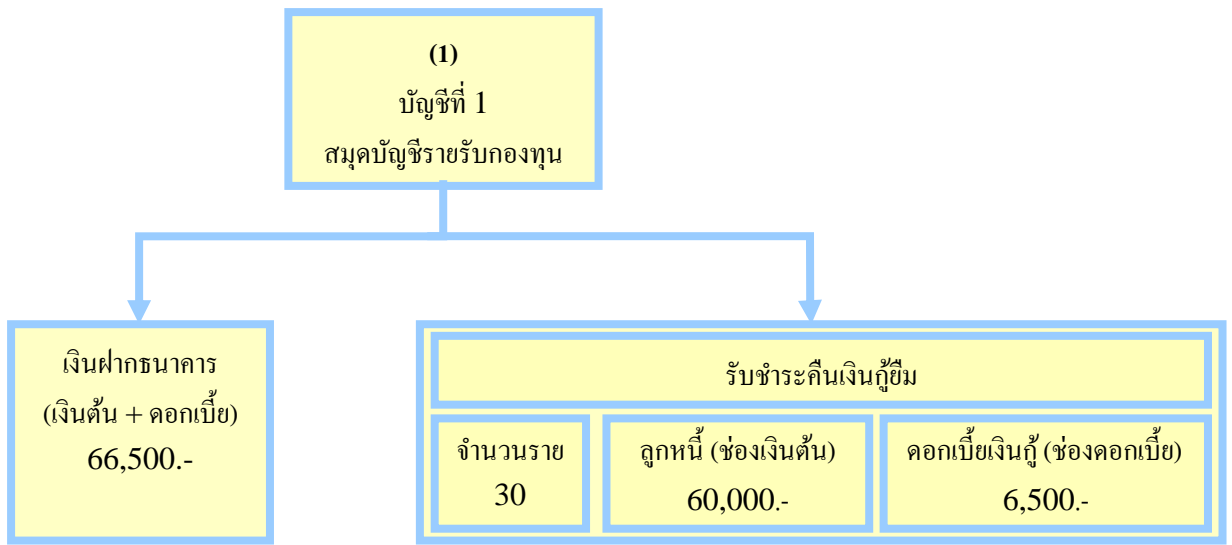 (1)
บัญชีที่ 1
สมุดบัญชีรายรับกองทุน
เงินฝากธนาคาร
(เงินต้น + ดอกเบี้ย)
66,500.-
รับชำระคืนเงินกู้ยืม
จำนวนราย
30
ลูกหนี้ (ช่องเงินต้น)
60,000.-
ดอกเบี้ยเงินกู้ (ช่องดอกเบี้ย)
6,500.-